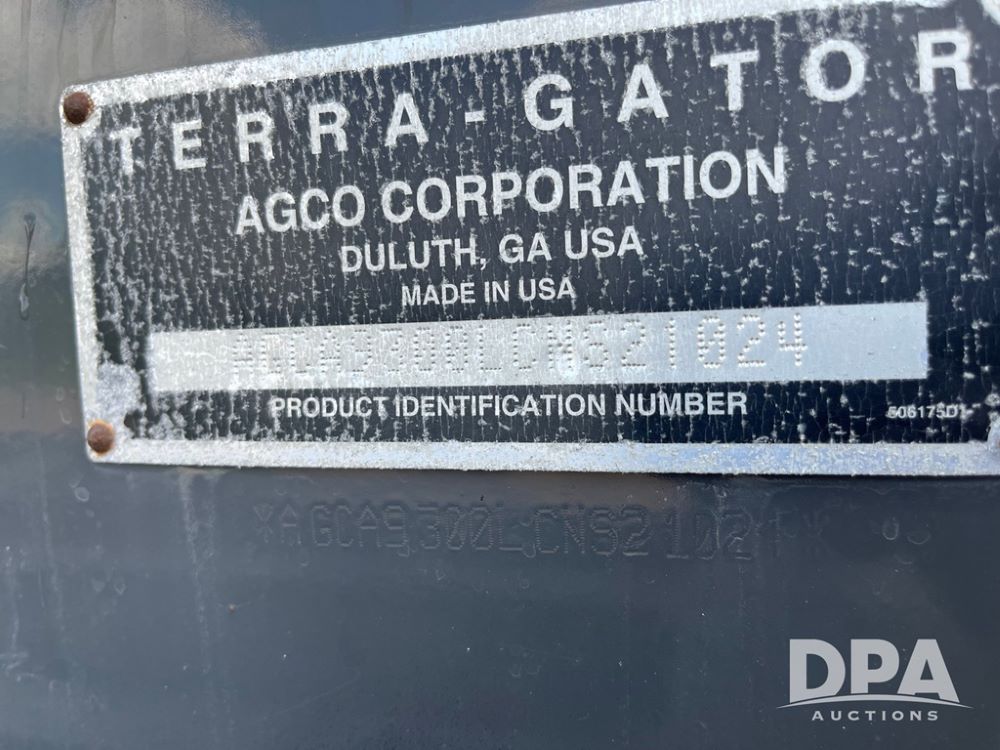 TERRA-GATOR
AGCO CORPORATION
DULUTH, GA USA
MADE IN USA
AGCA9300LCNS21024
PRODUCT IDENTIFICATION NUMBER
506175D1
*AGCA9300LCNS21024*
DPA
AUCTIONS